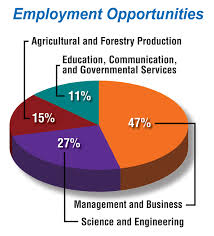 Employment Opportunities
Agricultural and Forestry Production
Education, Communication,
and Governmental Services
11%
15%
47%
27%
Management and Business
Science and Engineering